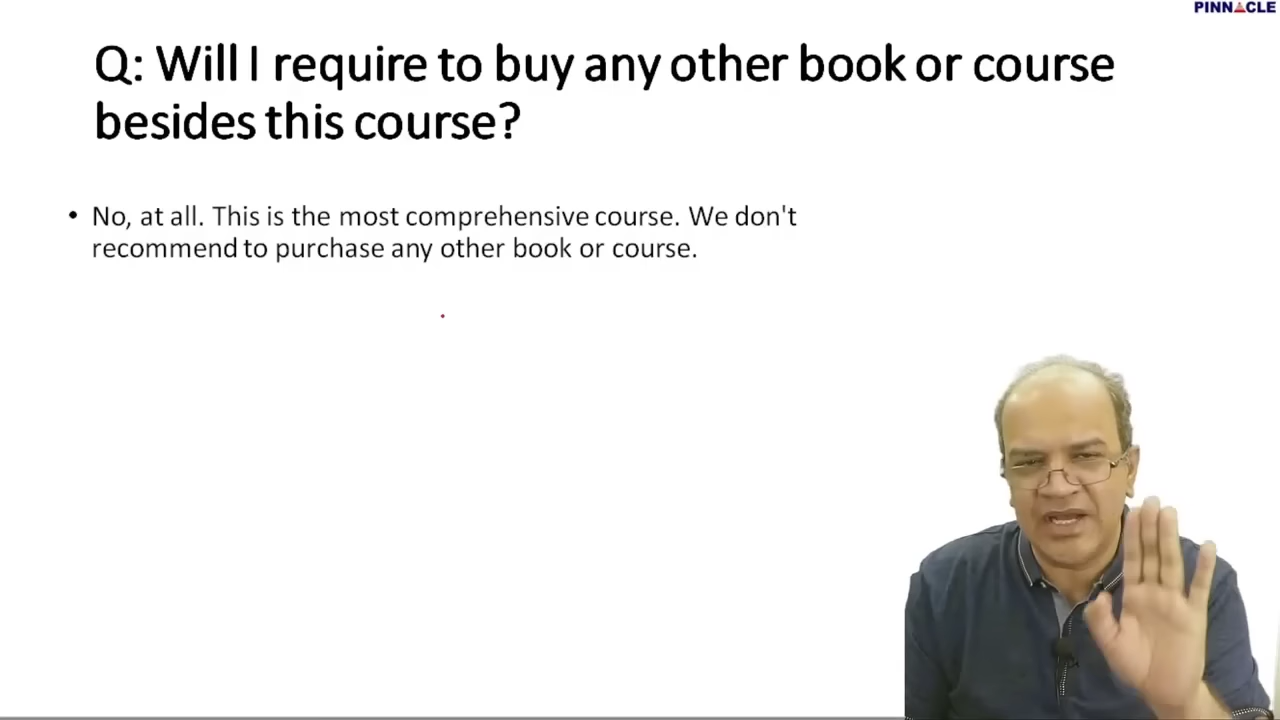 PINNACLE
Q: Will I require to buy any other book or course
besides this course?
• No, at all. This is the most comprehensive course. We don't
recommend to purchase any other book or course.